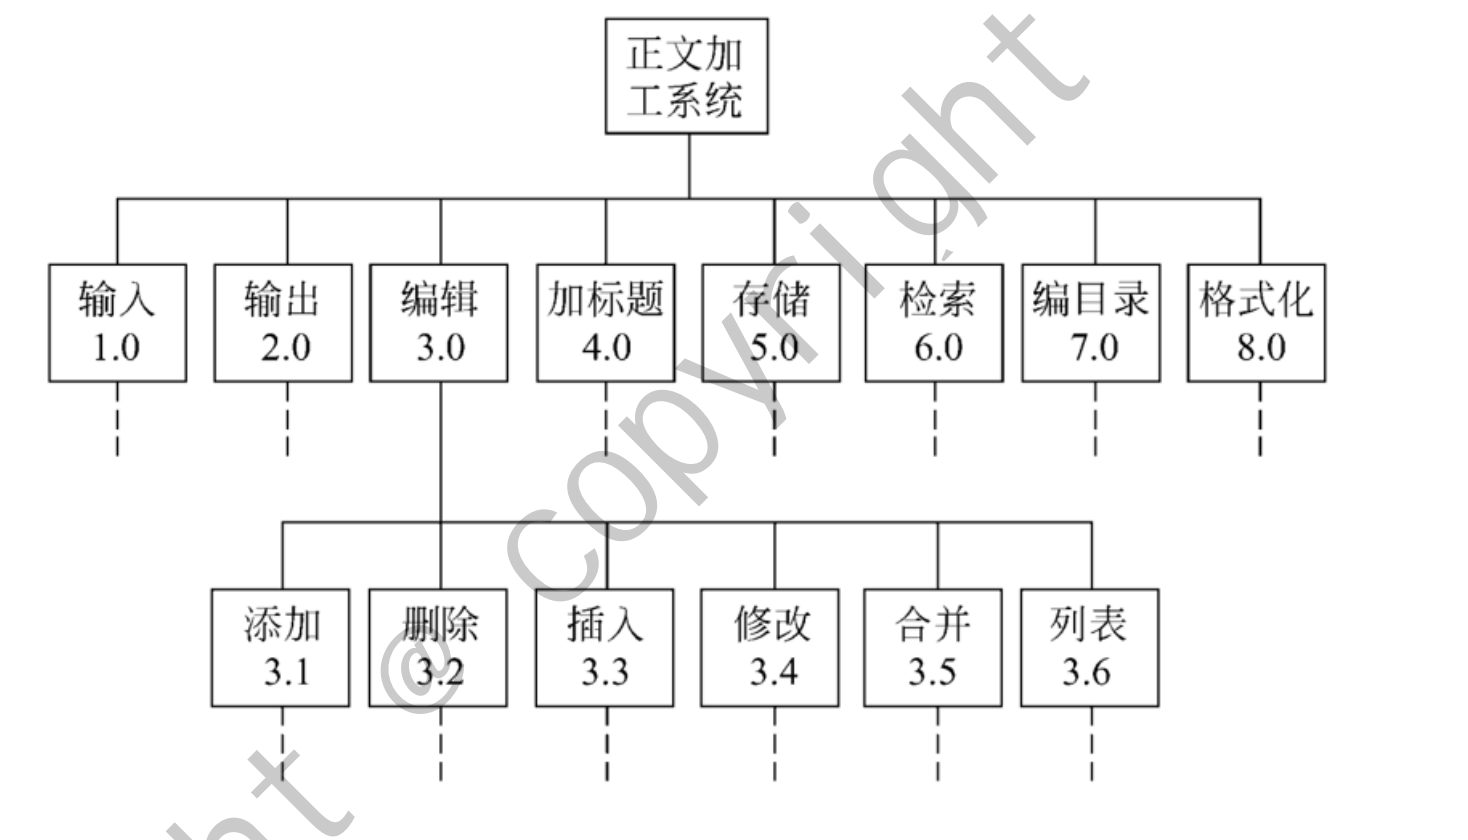 正文加
工系统
输入
1.0
输出
2.0
编辑
3.0
加标题
4.0
存储
5.0
检索
6.0
编目录
7.0
格式化
8.0
添加
3.1
删除
3.2
插入
3.3
修改
3.4
合并
3.5
列表
3.6
@ copyright
ght